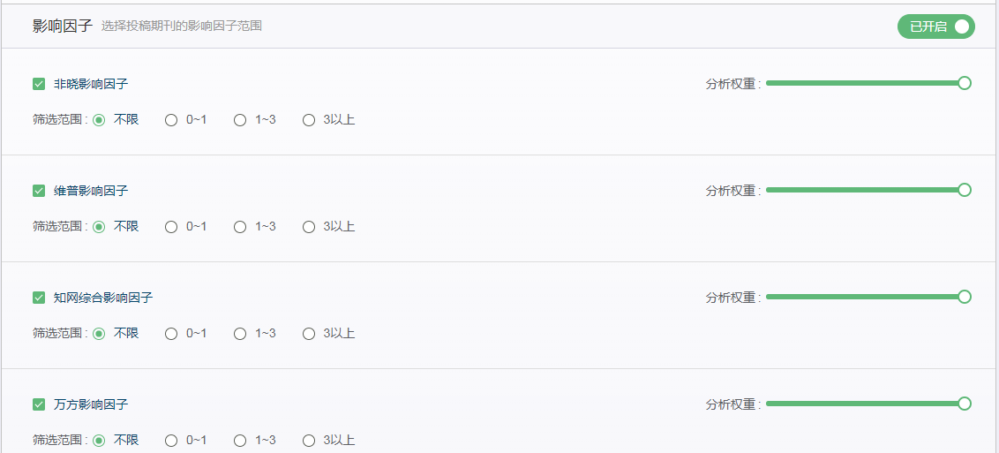 影响因子 选择投稿期刊的影响因子范围 已开启
非晓影响因子 分析权重 :
筛选范围 : 不限 0~1 1~3 3以上
维普影响因子 分析权重 :
筛选范围 : 不限 0~1 1~3 3以上
知网综合影响因子 分析权重 :
筛选范围 : 不限 0~1 1~3 3以上
万方影响因子 分析权重 :
筛选范围 : 不限 0~1 1~3 3以上